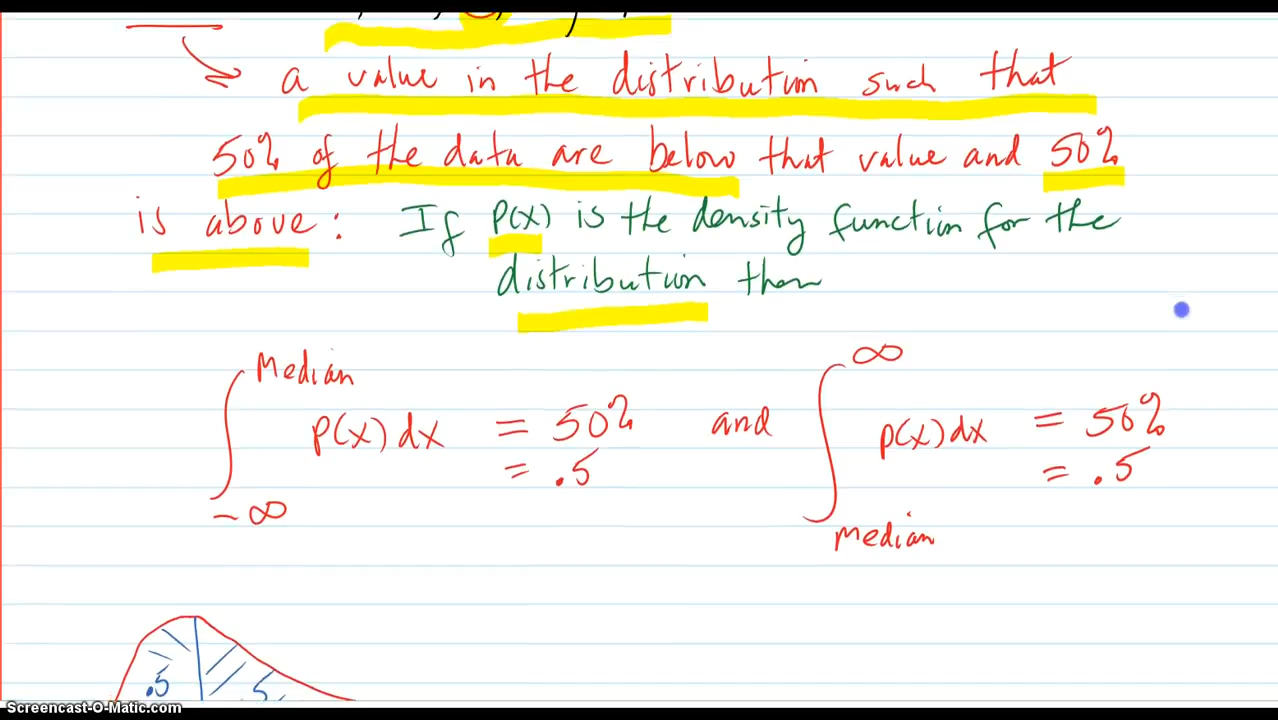 a value in the distribution such that
50% of the data are below that value and 50%
is above: If P(x) is the density function for the
distribution then
∫_{-∞}^{Median} P(x) dx = 50% and ∫_{median}^{∞} p(x) dx = 50%
= .5 = .5
.5 .5
Screencast-O-Matic.com